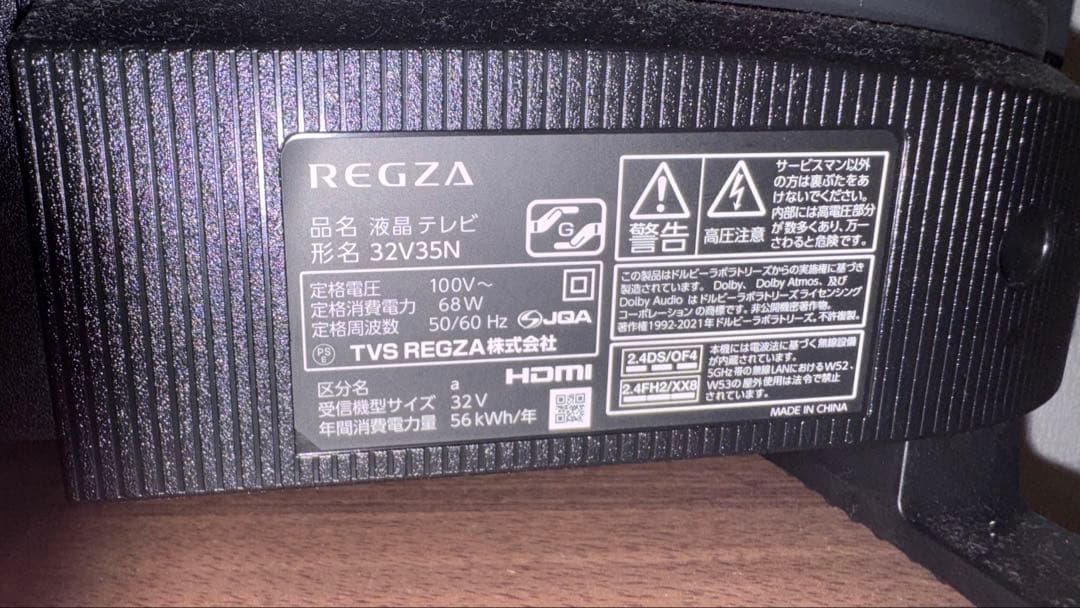 REGZA
品名 液晶テレビ
形名 32V35N
G
定格電圧 100V～
定格消費電力 68W
定格周波数 50/60 Hz
JQA
PS
E
TVS REGZA株式会社
HDMI
区分名 a
受信機型サイズ 32V
年間消費電力量 56kWh/年
警告
高圧注意
サービスマン以外
の方は裏ぶたをあ
けないでください。
内部には高電圧部分
が数多くあり、万一
さわると危険です。
この製品はドルビーラボラトリーズからの実施権に基づき
製造されています。Dolby、Dolby Atmos、及び
Dolby Audio はドルビーラボラトリーズライセンシング
コーポレーションの商標です。非公開機密著作物。
著作権1992-2021年ドルビーラボラトリーズ。不許複製。
2.4DS/OF4
2.4FH2/XX8
本機には電波法に基づく無線設備
が内蔵されています。
5GHz帯の無線LANにおけるW52、
W53の屋外使用は法令で禁止
されています。
MADE IN CHINA